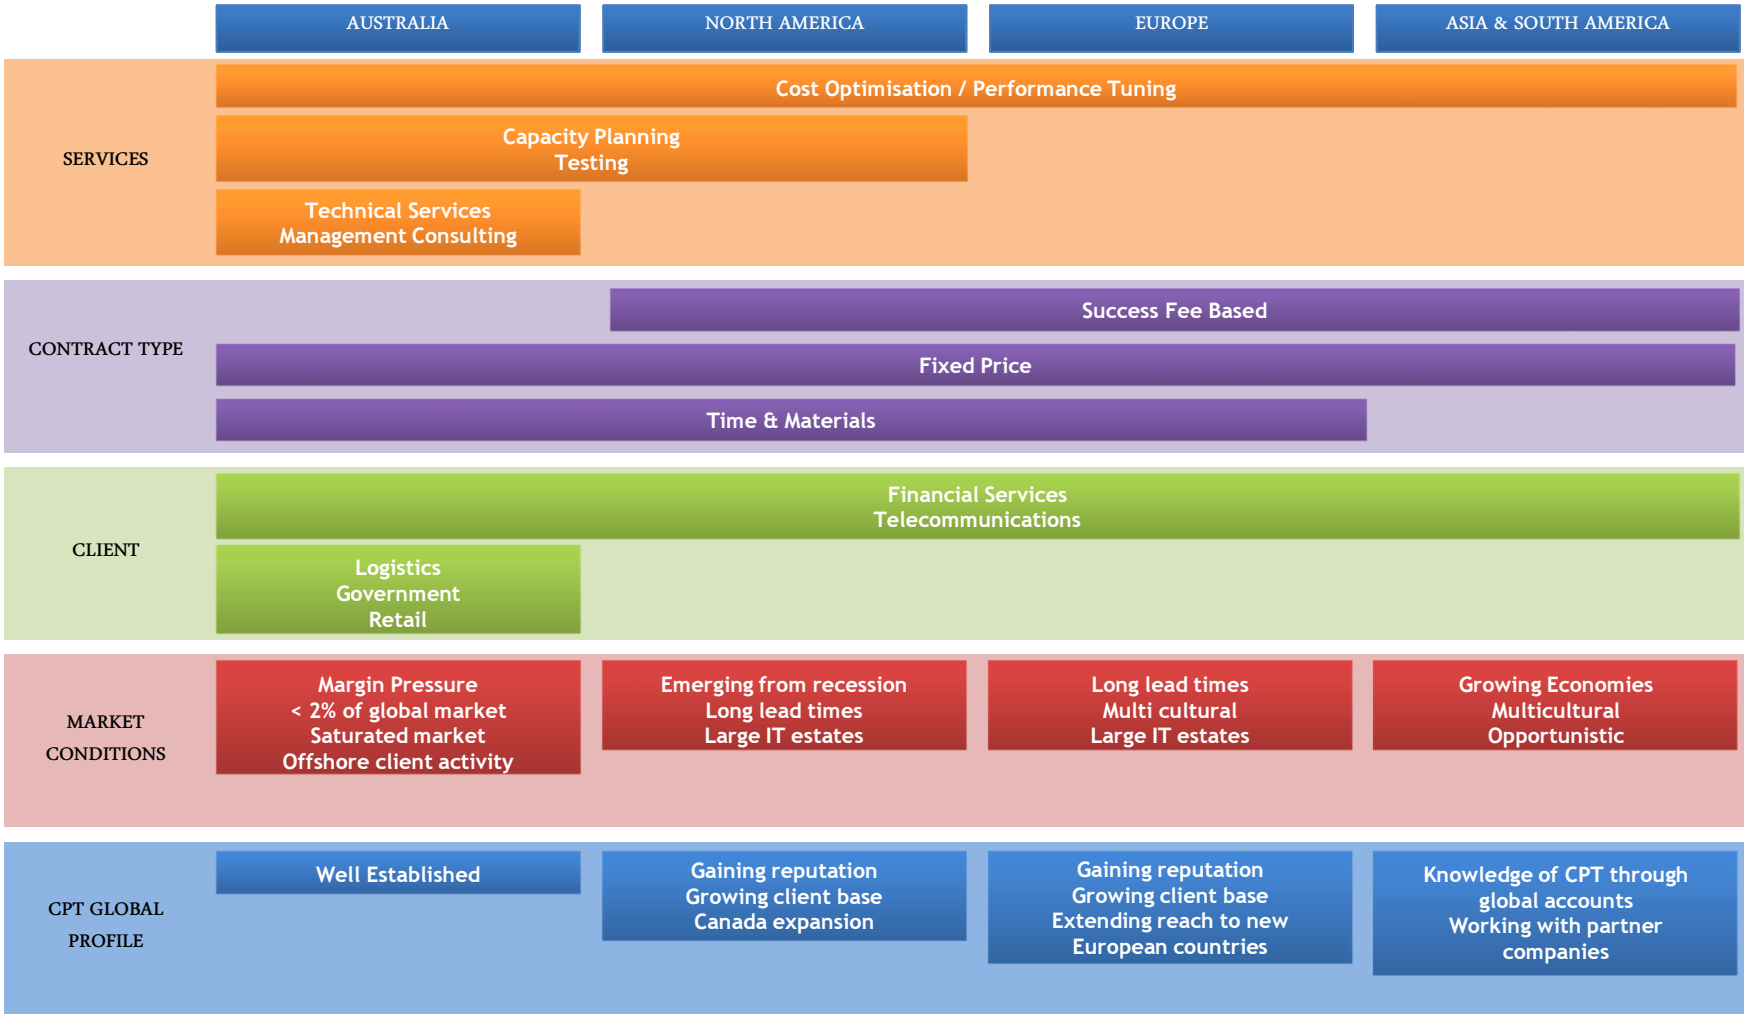 AUSTRALIA
NORTH AMERICA
EUROPE
ASIA & SOUTH AMERICA
SERVICES
Cost Optimisation / Performance Tuning
Capacity Planning
Testing
Technical Services
Management Consulting
CONTRACT TYPE
Success Fee Based
Fixed Price
Time & Materials
CLIENT
Financial Services
Telecommunications
Logistics
Government
Retail
MARKET
CONDITIONS
Margin Pressure
< 2% of global market
Saturated market
Offshore client activity
Emerging from recession
Long lead times
Large IT estates
Long lead times
Multi cultural
Large IT estates
Growing Economies
Multicultural
Opportunistic
CPT GLOBAL
PROFILE
Well Established
Gaining reputation
Growing client base
Canada expansion
Gaining reputation
Growing client base
Extending reach to new
European countries
Knowledge of CPT through
global accounts
Working with partner
companies